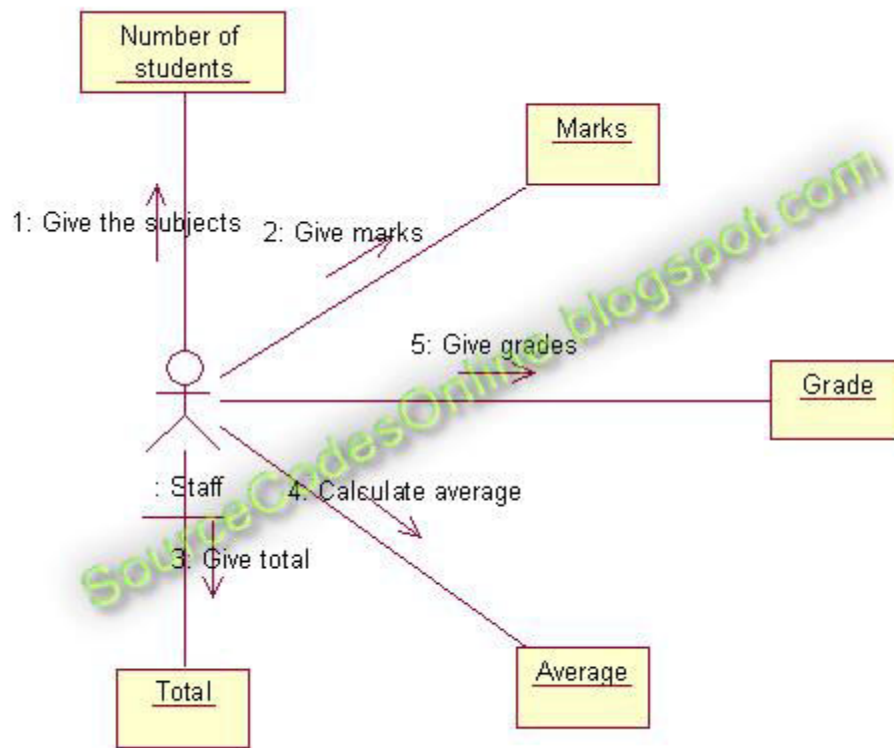 Number of
students
Marks
1: Give the subjects
2: Give marks
5: Give grades
Grade
: Staff
4: Calculate average
3: Give total
Total
Average
SourceCodesOnline.blogspot.com